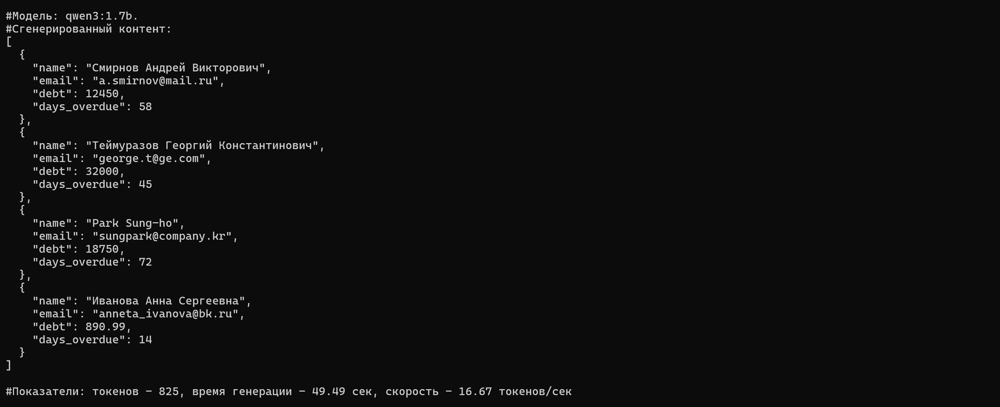 #Модель: qwen3:1.7b.
#Сгенерированный контент:
[
  {
    "name": "Смирнов Андрей Викторович",
    "email": "a.smirnov@mail.ru",
    "debt": 12450,
    "days_overdue": 58
  },
  {
    "name": "Теймуразов Георгий Константинович",
    "email": "george.t@ge.com",
    "debt": 32000,
    "days_overdue": 45
  },
  {
    "name": "Park Sung-ho",
    "email": "sungpark@company.kr",
    "debt": 18750,
    "days_overdue": 72
  },
  {
    "name": "Иванова Анна Сергеевна",
    "email": "anneta_ivanova@bk.ru",
    "debt": 890.99,
    "days_overdue": 14
  }
]
#Показатели: токенов - 825, время генерации - 49.49 сек, скорость - 16.67 токенов/сек